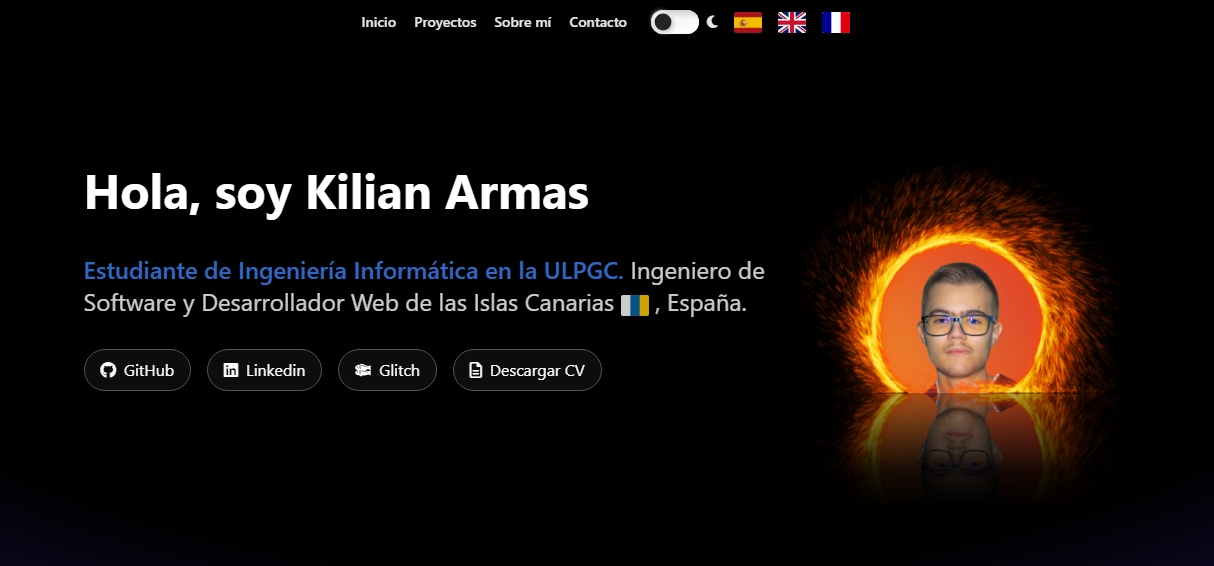 Inicio Proyectos Sobre mí Contacto
Hola, soy Kilian Armas
Estudiante de Ingeniería Informática en la ULPGC. Ingeniero de
Software y Desarrollador Web de las Islas Canarias , España.
GitHub Linkedin Glitch Descargar CV